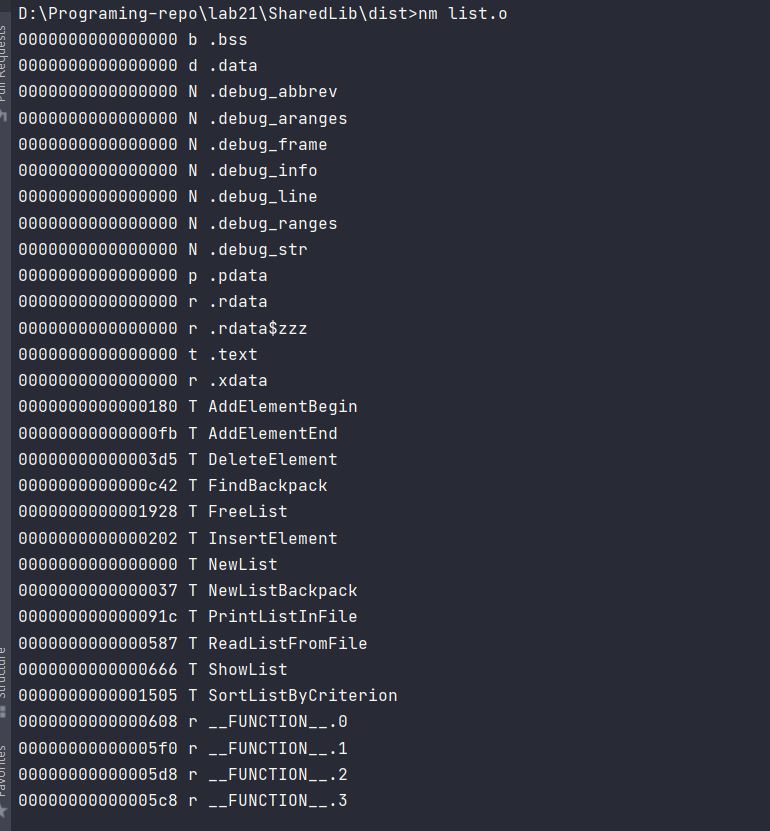 D:\Programing-repo\lab21\SharedLib\dist>nm list.o
0000000000000000 b .bss
0000000000000000 d .data
0000000000000000 N .debug_abbrev
0000000000000000 N .debug_aranges
0000000000000000 N .debug_frame
0000000000000000 N .debug_info
0000000000000000 N .debug_line
0000000000000000 N .debug_ranges
0000000000000000 N .debug_str
0000000000000000 p .pdata
0000000000000000 r .rdata
0000000000000000 r .rdata$zzz
0000000000000000 t .text
0000000000000000 r .xdata
0000000000000180 T AddElementBegin
00000000000000fb T AddElementEnd
00000000000003d5 T DeleteElement
0000000000000c42 T FindBackpack
0000000000001928 T FreeList
0000000000000202 T InsertElement
0000000000000000 T NewList
0000000000000037 T NewListBackpack
000000000000091c T PrintListInFile
0000000000000587 T ReadListFromFile
0000000000000666 T ShowList
0000000000001505 T SortListByCriterion
0000000000000608 r __FUNCTION__.0
00000000000005f0 r __FUNCTION__.1
00000000000005d8 r __FUNCTION__.2
00000000000005c8 r __FUNCTION__.3
Pull Requests
Structure
Favorites